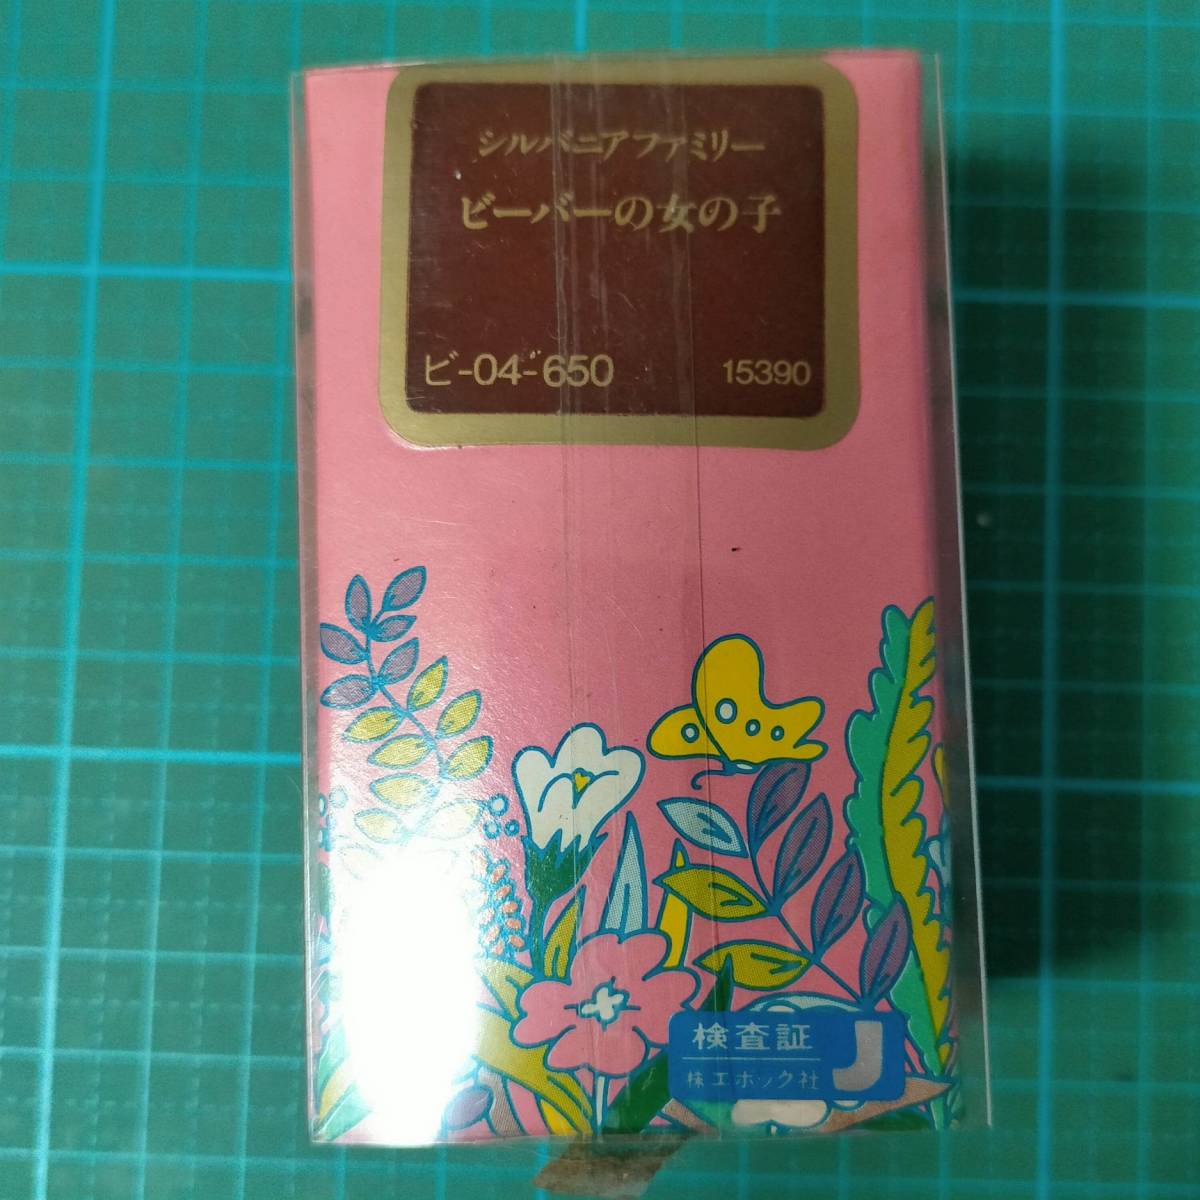 シルバニアファミリー
ビーバーの女の子
ビ-04-650 15390
検査証
株エポック社
J